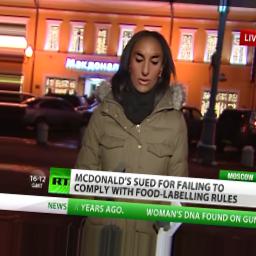 LIVE
Макдоналдс
MOSCOW
16:12
GMT
RT
MCDONALD'S SUED FOR FAILING TO
COMPLY WITH FOOD-LABELLING RULES
NEWS
YEARS AGO.
WOMAN'S DNA FOUND ON GUN